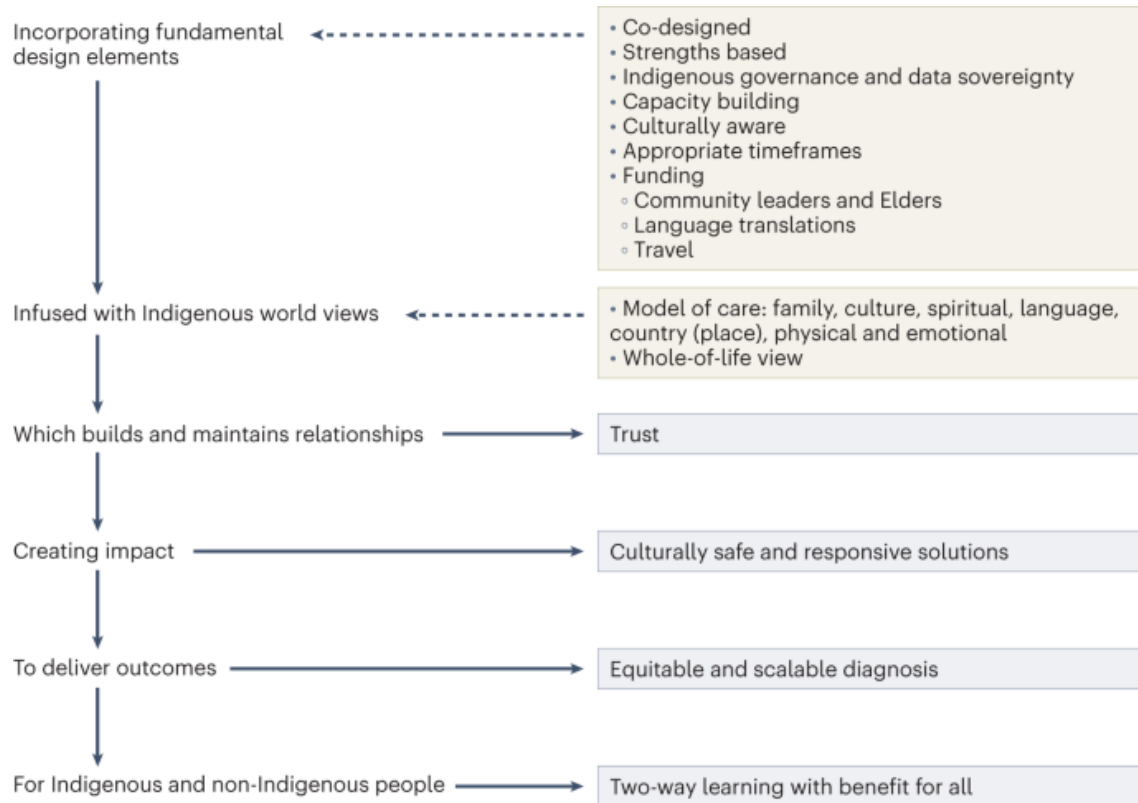 Incorporating fundamental
design elements
• Co-designed
• Strengths based
• Indigenous governance and data sovereignty
• Capacity building
• Culturally aware
• Appropriate timeframes
• Funding
◦ Community leaders and Elders
◦ Language translations
◦ Travel
Infused with Indigenous world views
• Model of care: family, culture, spiritual, language,
country (place), physical and emotional
• Whole-of-life view
Which builds and maintains relationships
Trust
Creating impact
Culturally safe and responsive solutions
To deliver outcomes
Equitable and scalable diagnosis
For Indigenous and non-Indigenous people
Two-way learning with benefit for all